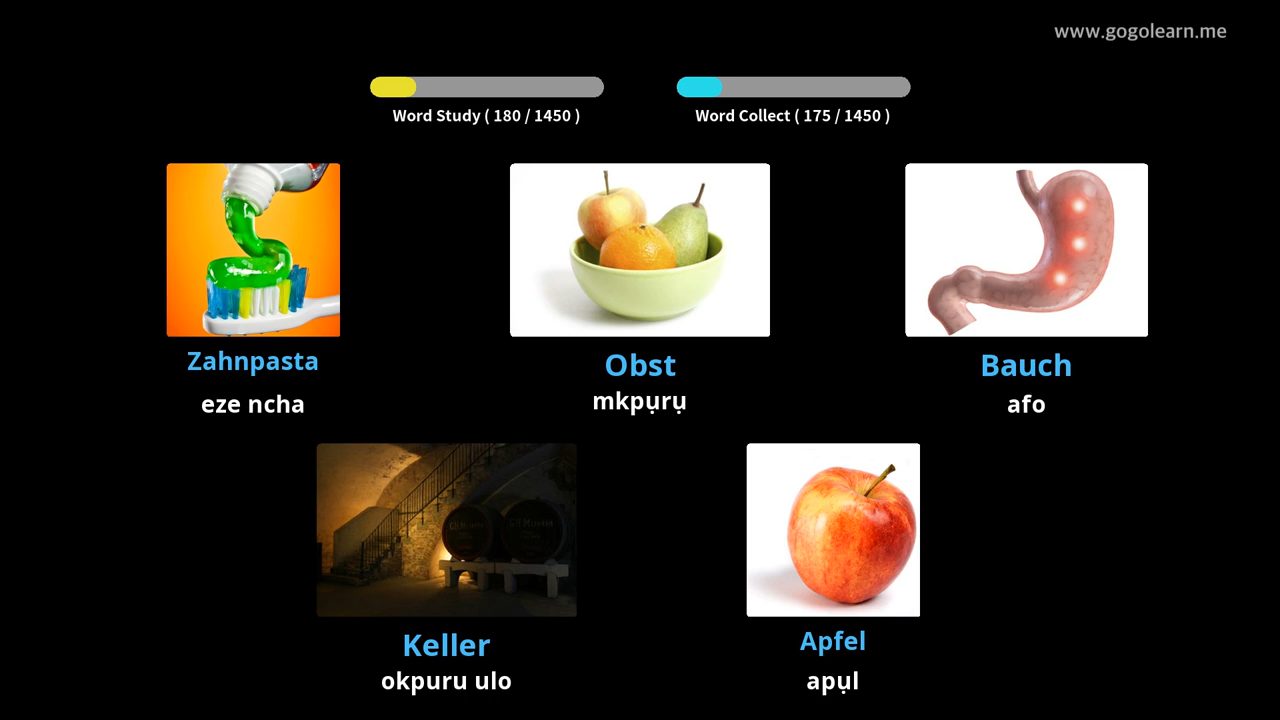 www.gogolearn.me
Word Study ( 180 / 1450 )
Word Collect ( 175 / 1450 )
Zahnpasta
eze ncha
Obst
mkpụrụ
Bauch
afo
Keller
okpuru ulo
Apfel
apụl